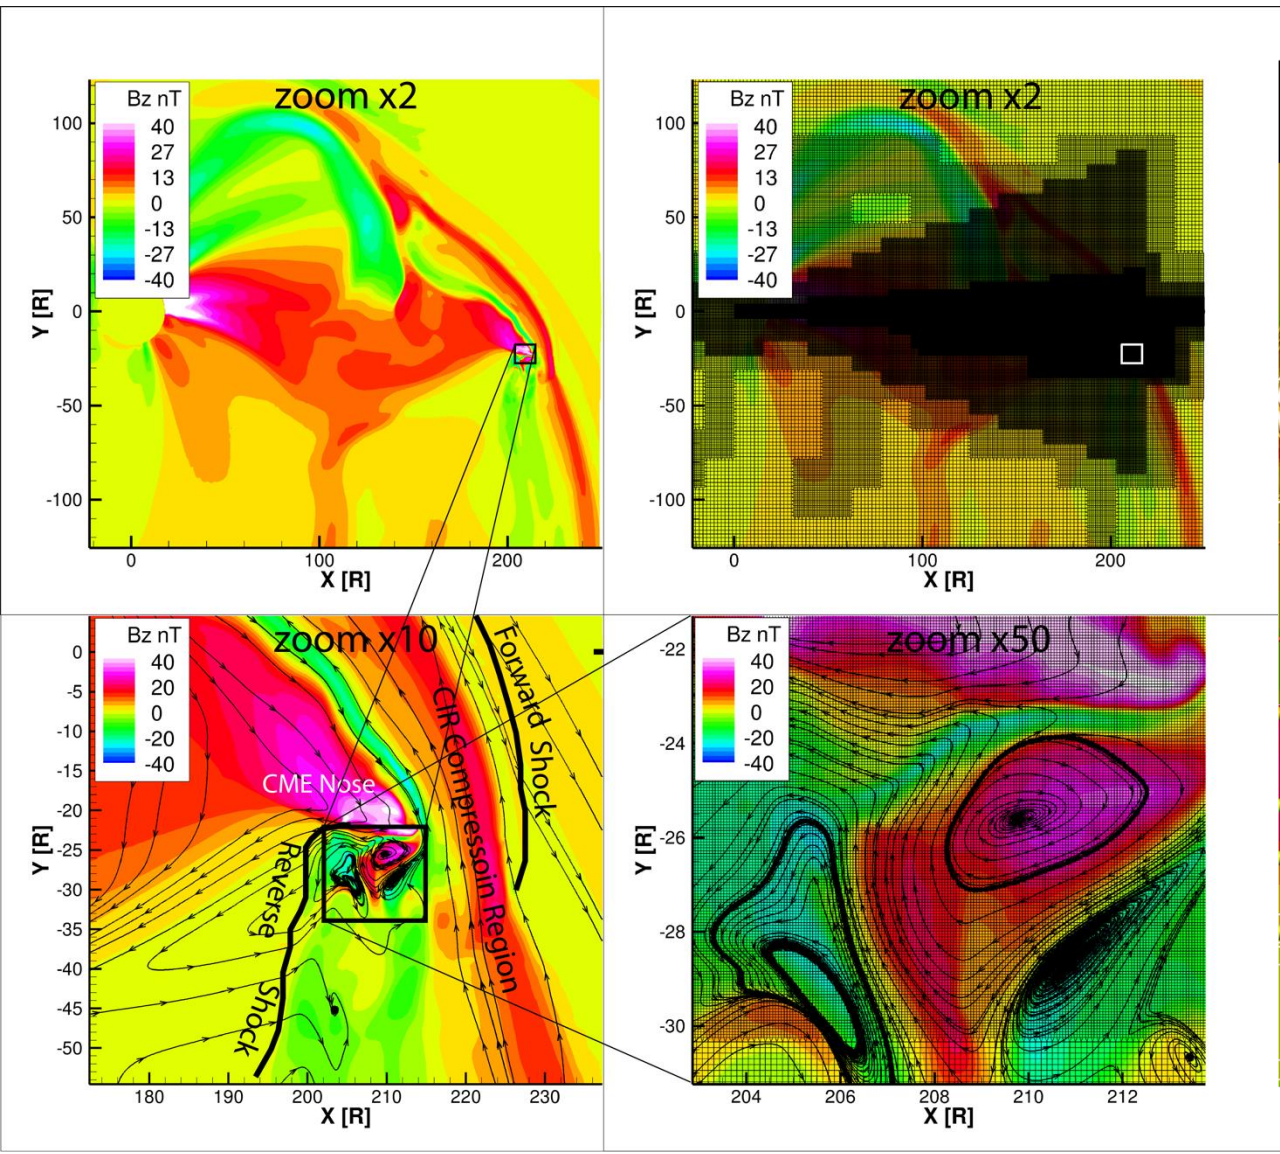 zoom x2
Bz nT
40
27
13
0
-13
-27
-40
100
50
0
-50
-100
Y [R]
0 100 200
X [R]
zoom x2
Bz nT
40
27
13
0
-13
-27
-40
100
50
0
-50
-100
Y [R]
0 100 200
X [R]
zoom x10
Bz nT
40
20
0
-20
-40
0
-5
-10
-15
-20
-25
-30
-35
-40
-45
-50
Y [R]
Forward Shock
CIR Compressoin Region
CME Nose
Reverse Shock
180 190 200 210 220 230
X [R]
zoom x50
Bz nT
40
20
0
-20
-40
-22
-24
-26
-28
-30
Y [R]
204 206 208 210 212
X [R]